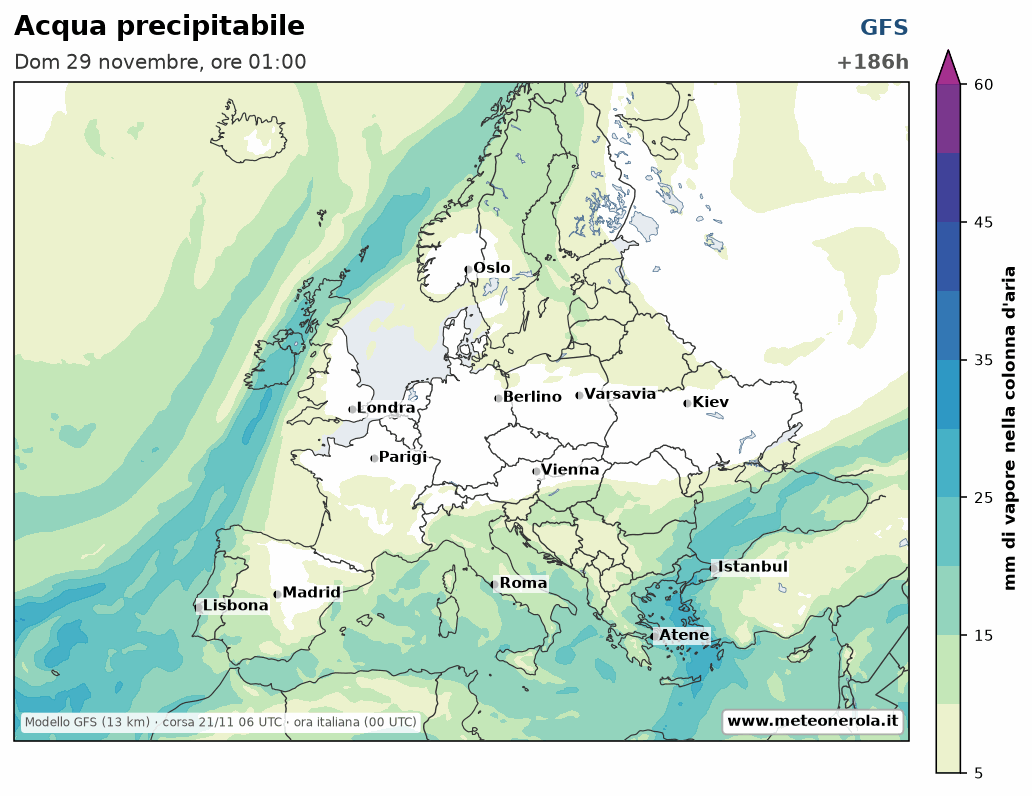 Acqua precipitabile
GFS
Dom 29 novembre, ore 01:00
+186h
60
45
35
25
15
5
mm di vapore nella colonna d'aria
Oslo
Londra
Berlino
Varsavia
Kiev
Parigi
Vienna
Madrid
Lisbona
Roma
Istanbul
Atene
Modello GFS (13 km) · corsa 21/11 06 UTC · ora italiana (00 UTC)
www.meteonerola.it